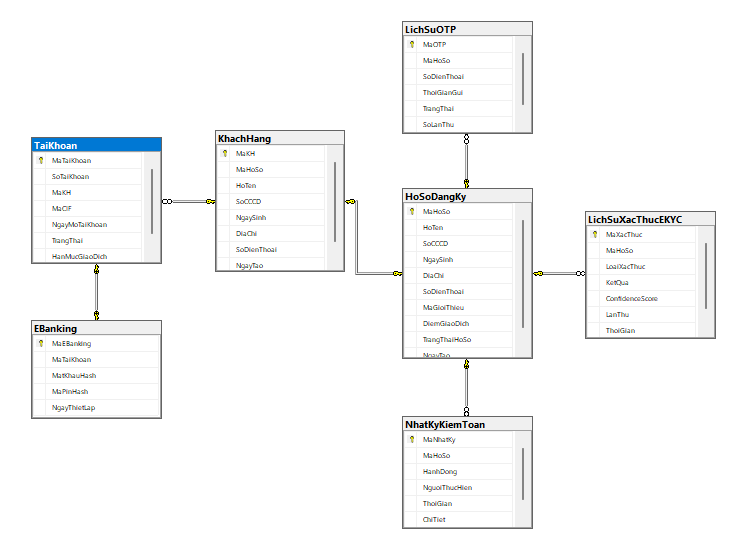 LichSuOTP
MaOTP
MaHoSo
SoDienThoai
ThoiGianGui
TrangThai
SoLanThu
TaiKhoan
MaTaiKhoan
SoTaiKhoan
MaKH
MaCIF
NgayMoTaiKhoan
TrangThai
HanMucGiaoDich
KhachHang
MaKH
MaHoSo
HoTen
SoCCCD
NgaySinh
DiaChi
SoDienThoai
NgayTao
HoSoDangKy
MaHoSo
HoTen
SoCCCD
NgaySinh
DiaChi
SoDienThoai
MaGioiThieu
DiemGiaoDich
TrangThaiHoSo
NgayTao
LichSuXacThucEKYC
MaXacThuc
MaHoSo
LoaiXacThuc
KetQua
ConfidenceScore
LanThu
ThoiGian
EBanking
MaEBanking
MaTaiKhoan
MatKhauHash
MaPinHash
NgayThietLap
NhatKyKiemToan
MaNhatKy
MaHoSo
HanhDong
NguoiThucHien
ThoiGian
ChiTiet